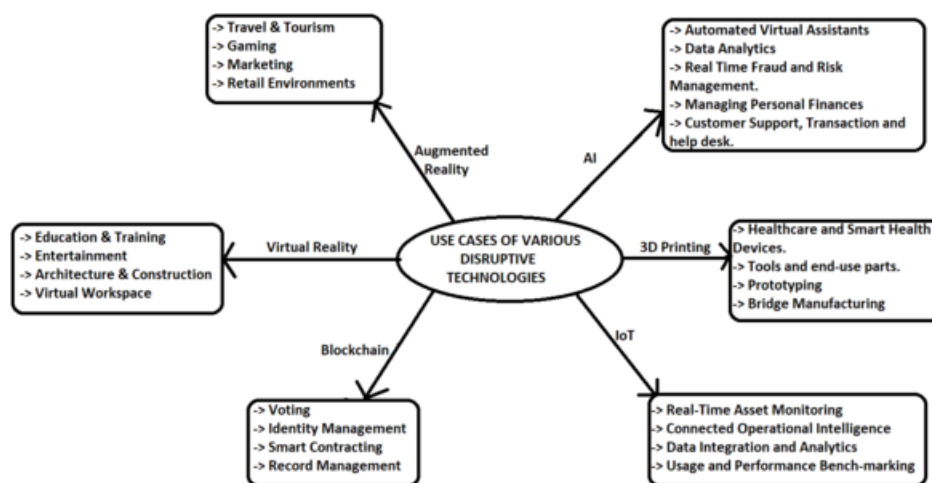 -> Travel & Tourism
-> Gaming
-> Marketing
-> Retail Environments
-> Automated Virtual Assistants
-> Data Analytics
-> Real Time Fraud and Risk
Management.
-> Managing Personal Finances
-> Customer Support, Transaction and
help desk.
Augmented
Reality
AI
-> Education & Training
-> Entertainment
-> Architecture & Construction
-> Virtual Workspace
Virtual Reality
USE CASES OF VARIOUS
DISRUPTIVE
TECHNOLOGIES
3D Printing
-> Healthcare and Smart Health
Devices.
-> Tools and end-use parts.
-> Prototyping
-> Bridge Manufacturing
Blockchain
IoT
-> Voting
-> Identity Management
-> Smart Contracting
-> Record Management
-> Real-Time Asset Monitoring
-> Connected Operational Intelligence
-> Data Integration and Analytics
-> Usage and Performance Bench-marking